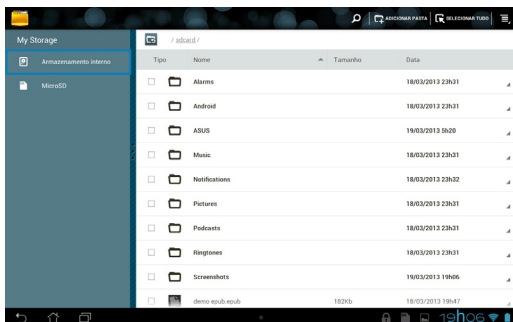 ADICIONAR PASTA SELECIONAR TUDO
My Storage
/ sdcard /
Armazenamento interno
MicroSD
Tipo Nome Tamanho Data
Alarms 18/03/2013 23h31
Android 18/03/2013 23h31
ASUS 19/03/2013 5h20
Music 18/03/2013 23h31
Notifications 18/03/2013 23h32
Pictures 18/03/2013 23h31
Podcasts 18/03/2013 23h31
Ringtones 18/03/2013 23h31
Screenshots 19/03/2013 19h06
demo epub.epub 182Kb 18/03/2013 19h47
19h06